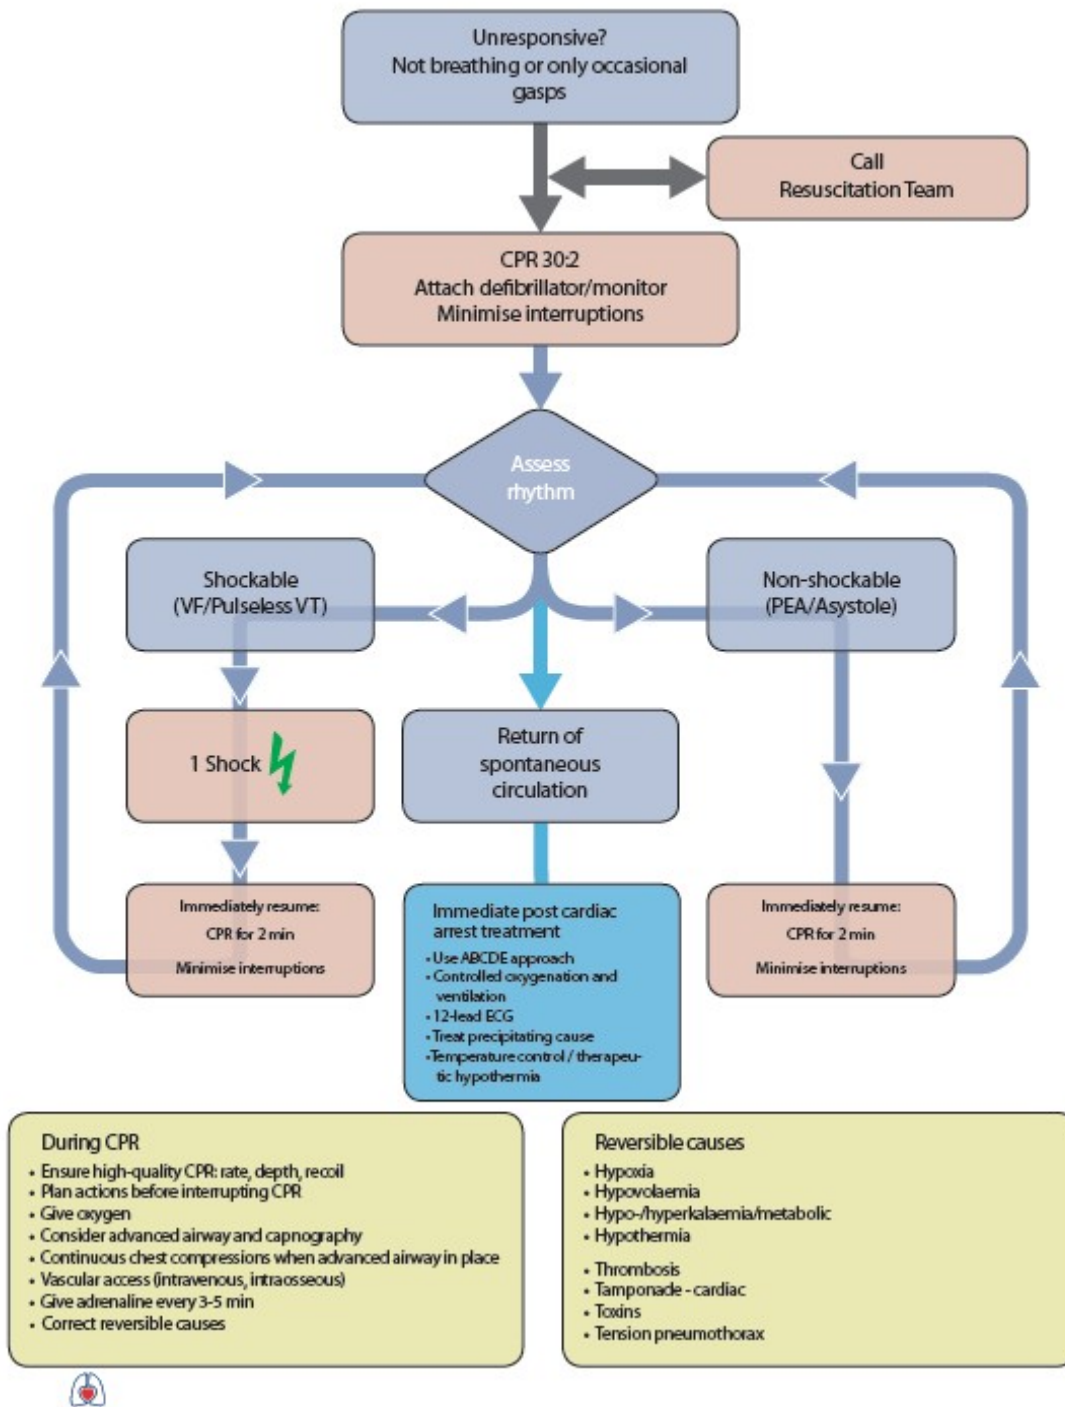 Unresponsive?
Not breathing or only occasional
gasps
Call
Resuscitation Team
CPR 30:2
Attach defibrillator/monitor
Minimise interruptions
Assess
rhythm
Shockable
(VF/Pulseless VT)
Non-shockable
(PEA/Asystole)
1 Shock
Return of
spontaneous
circulation
Immediately resume:
CPR for 2 min
Minimise interruptions
Immediate post cardiac
arrest treatment
• Use ABCDE approach
• Controlled oxygenation and
ventilation
• 12-lead ECG
• Treat precipitating cause
• Temperature control / therapeu-
tic hypothermia
Immediately resume:
CPR for 2 min
Minimise interruptions
During CPR
• Ensure high-quality CPR: rate, depth, recoil
• Plan actions before interrupting CPR
• Give oxygen
• Consider advanced airway and capnography
• Continuous chest compressions when advanced airway in place
• Vascular access (intravenous, intraosseous)
• Give adrenaline every 3-5 min
• Correct reversible causes
Reversible causes
• Hypoxia
• Hypovolaemia
• Hypo-/hyperkalaemia/metabolic
• Hypothermia
• Thrombosis
• Tamponade - cardiac
• Toxins
• Tension pneumothorax